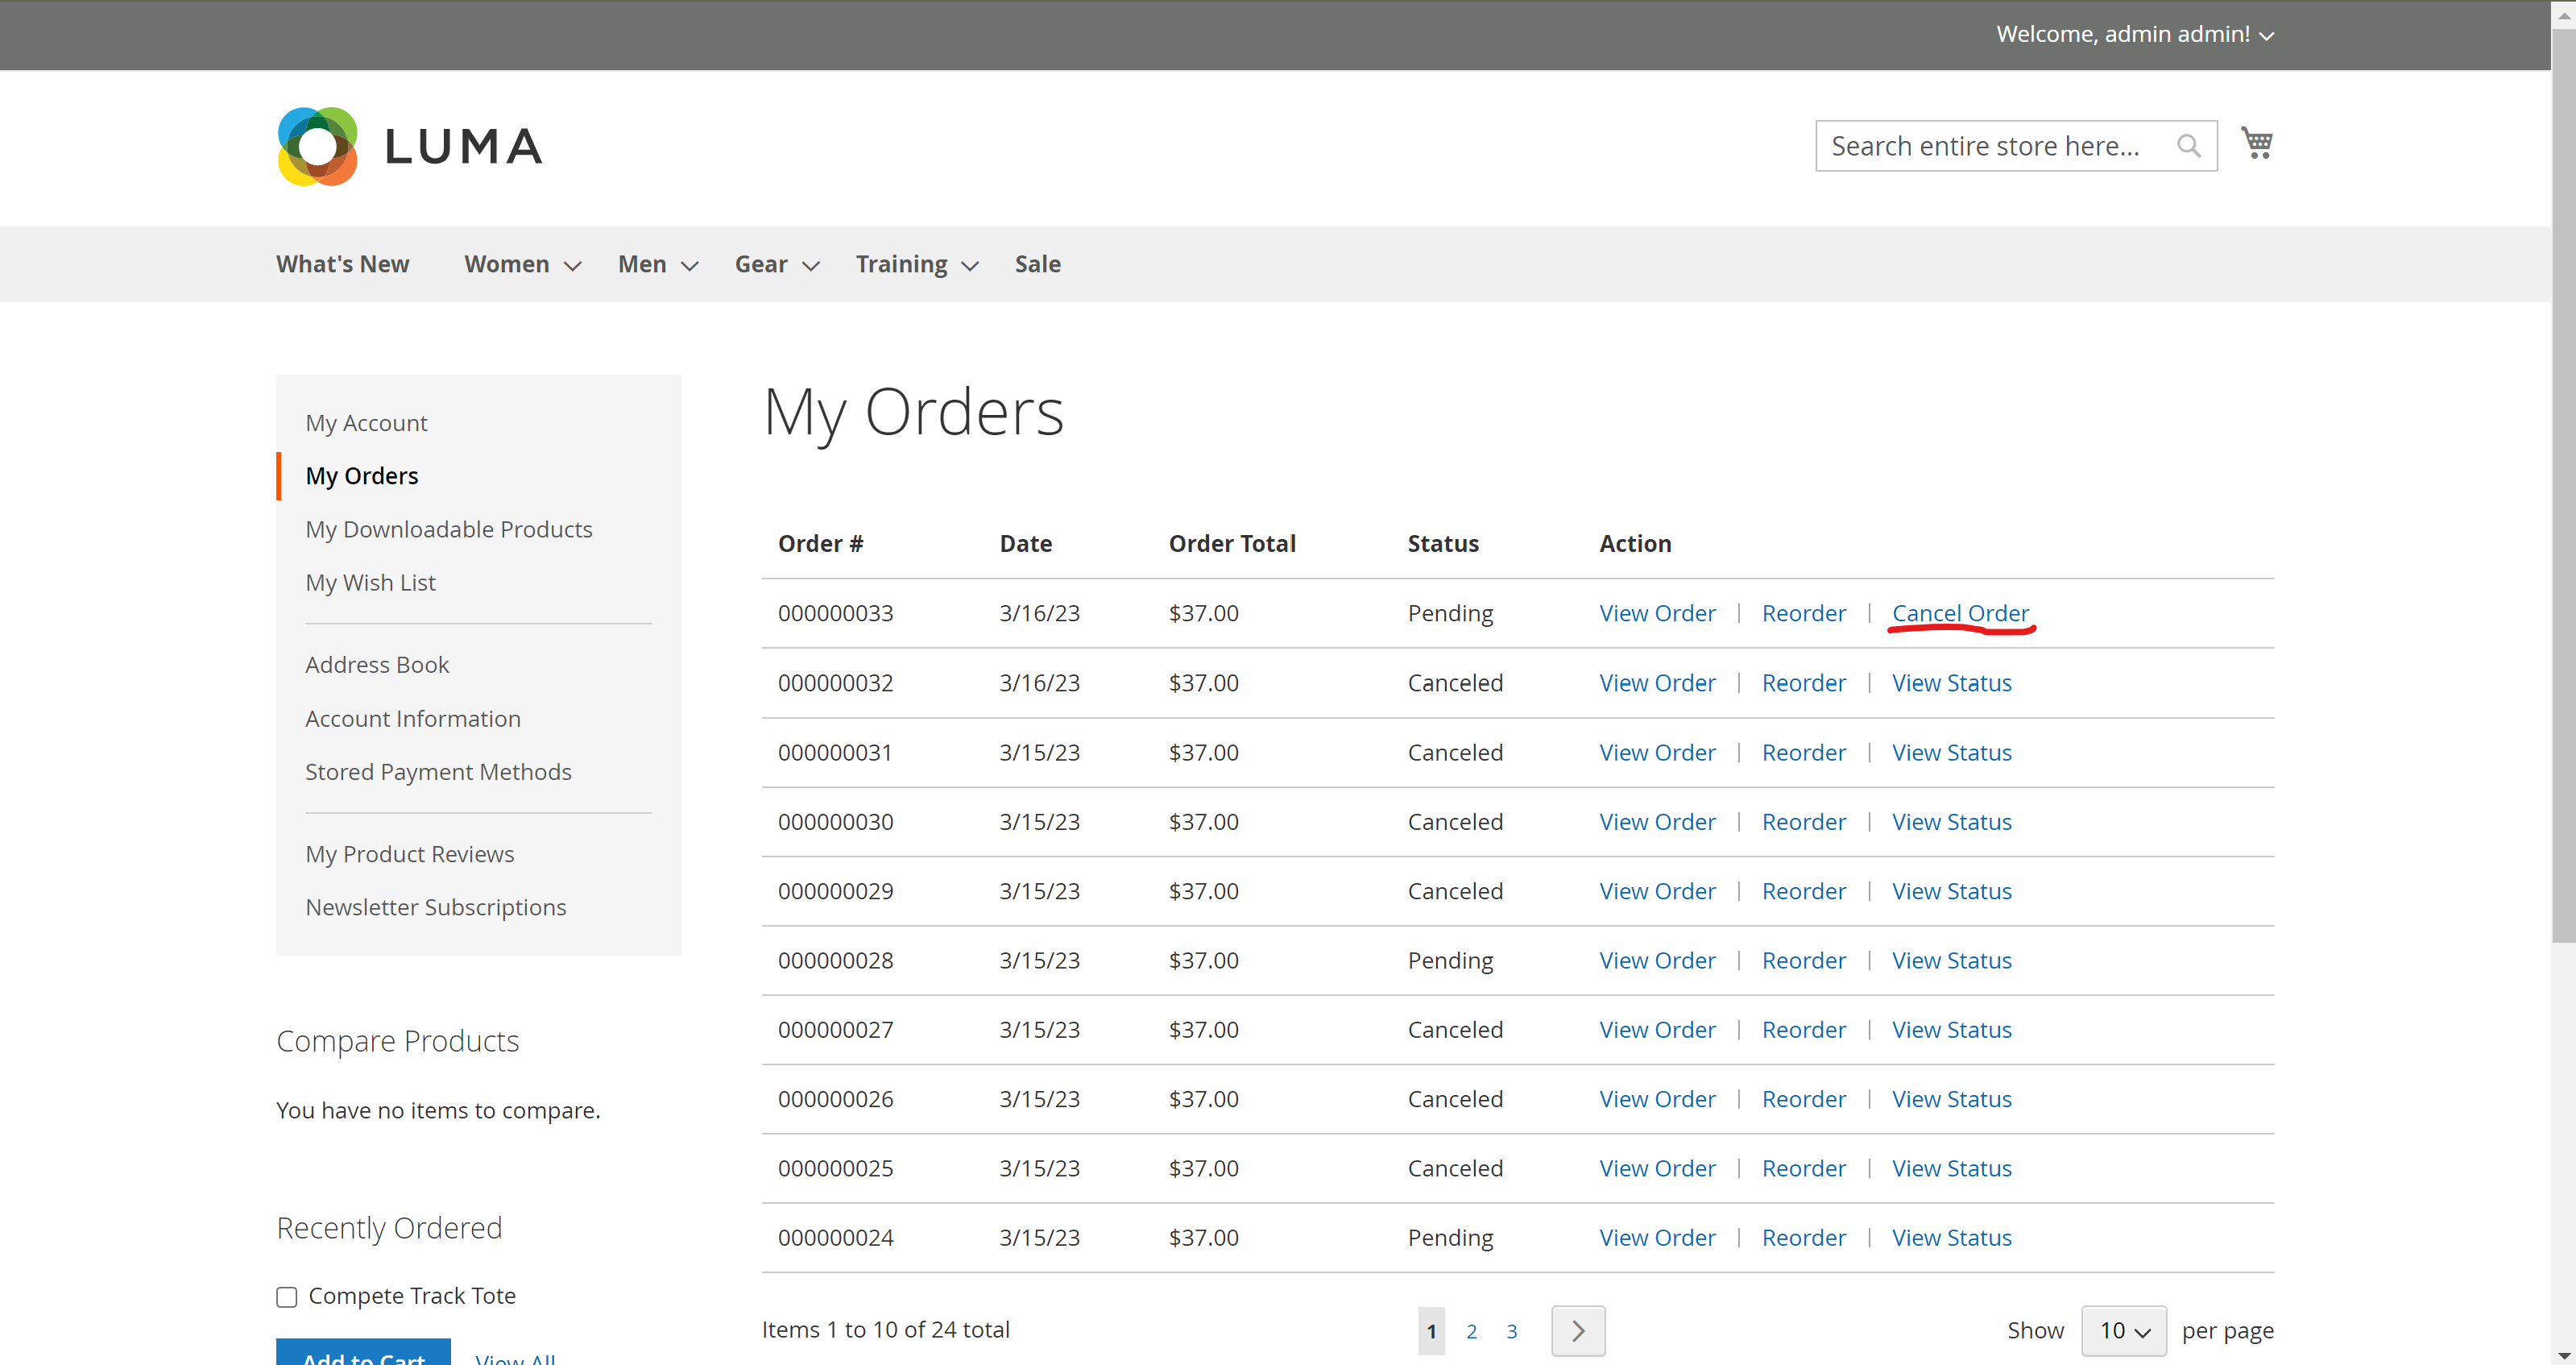 Welcome, admin admin!
LUMA
Search entire store here...
What's New Women Men Gear Training Sale
My Account
My Orders
My Downloadable Products
My Wish List
Address Book
Account Information
Stored Payment Methods
My Product Reviews
Newsletter Subscriptions
Compare Products
You have no items to compare.
Recently Ordered
Compete Track Tote
Add to Cart View All
My Orders
Order # Date Order Total Status Action
000000033 3/16/23 $37.00 Pending View Order | Reorder | Cancel Order
000000032 3/16/23 $37.00 Canceled View Order | Reorder | View Status
000000031 3/15/23 $37.00 Canceled View Order | Reorder | View Status
000000030 3/15/23 $37.00 Canceled View Order | Reorder | View Status
000000029 3/15/23 $37.00 Canceled View Order | Reorder | View Status
000000028 3/15/23 $37.00 Pending View Order | Reorder | View Status
000000027 3/15/23 $37.00 Canceled View Order | Reorder | View Status
000000026 3/15/23 $37.00 Canceled View Order | Reorder | View Status
000000025 3/15/23 $37.00 Canceled View Order | Reorder | View Status
000000024 3/15/23 $37.00 Pending View Order | Reorder | View Status
Items 1 to 10 of 24 total 1 2 3 Show 10 per page